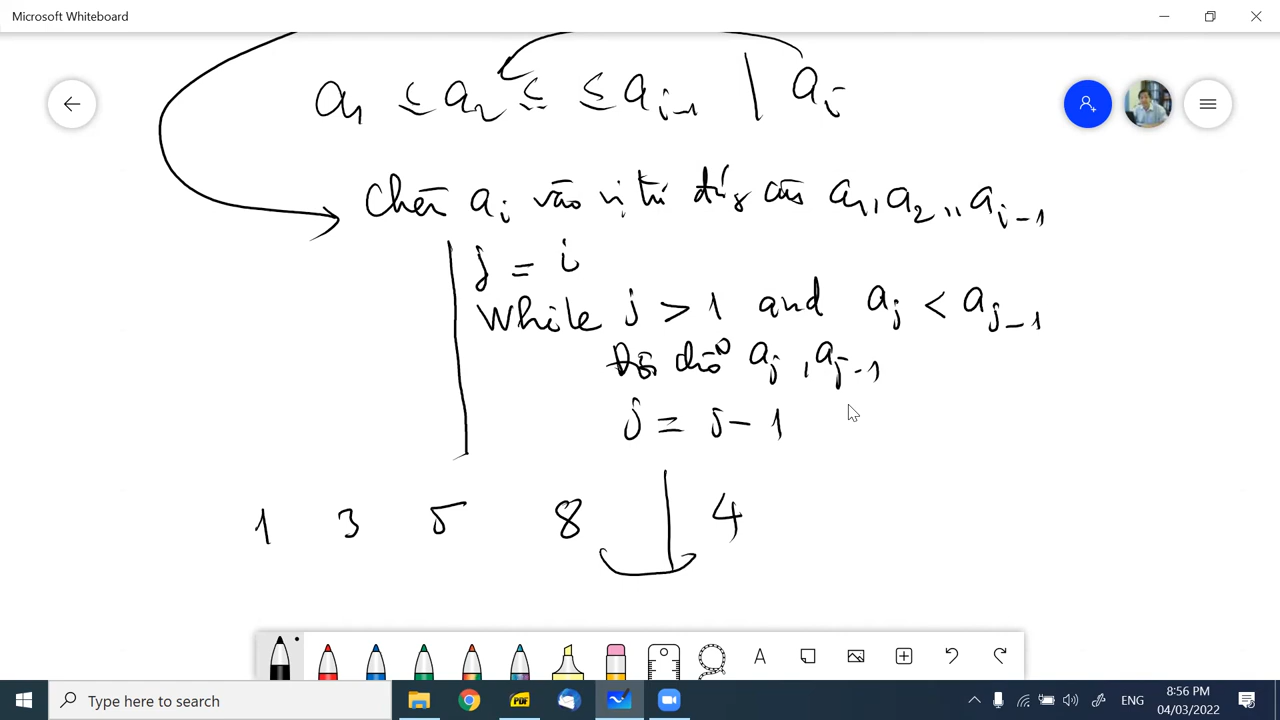 Microsoft Whiteboard
a1 ≤ a2 ≤ ≤ ai-1 | ai
Chèn ai vào vị trí đúng của a1, a2,, ai-1
j = i
While j > 1 and aj < aj-1
Đổi chỗ aj, aj-1
j = j - 1
1 3 5 8 | 4
A
Type here to search
PDF
ENG
8:56 PM
04/03/2022